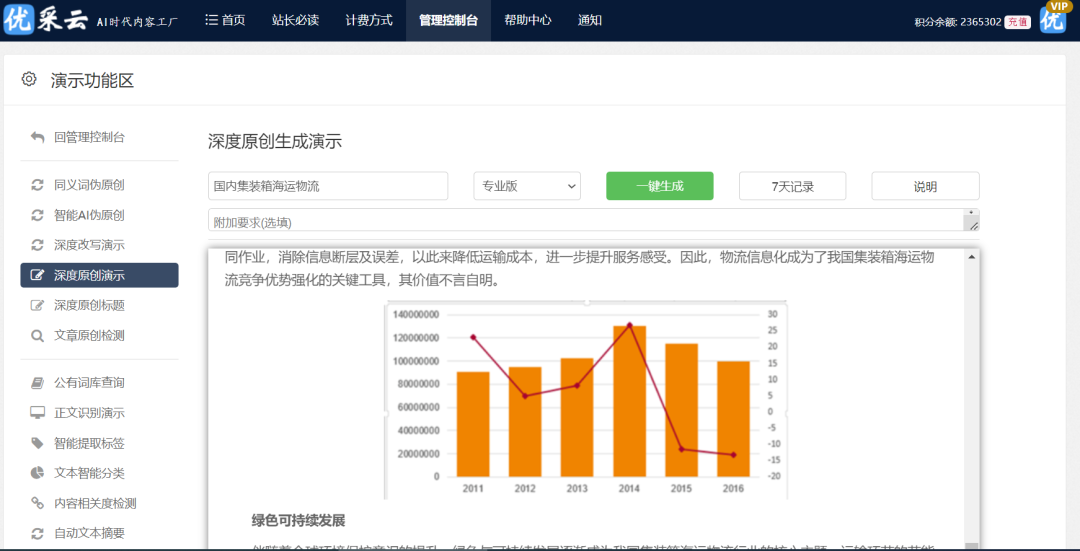 优采云 AI时代内容工厂 首页 站长必读 计费方式 管理控制台 帮助中心 通知 积分余额: 2365302 充值 优 VIP
演示功能区
回管理控制台
同义词伪原创
智能AI伪原创
深度改写演示
深度原创演示
深度原创标题
文章原创检测
公有词库查询
正文识别演示
智能提取标签
文本智能分类
内容相关度检测
自动文本摘要
深度原创生成演示
国内集装箱海运物流 专业版 一键生成 7天记录 说明
附加要求(选填)
同作业，消除信息断层及误差，以此来降低运输成本，进一步提升服务感受。因此，物流信息化成为了我国集装箱海运物
流竞争优势强化的关键工具，其价值不言自明。
140000000 30
120000000 25
100000000 20
80000000 15
60000000 10
40000000 5
20000000 0
0 -5
-10
-15
-20
2011 2012 2013 2014 2015 2016
绿色可持续发展